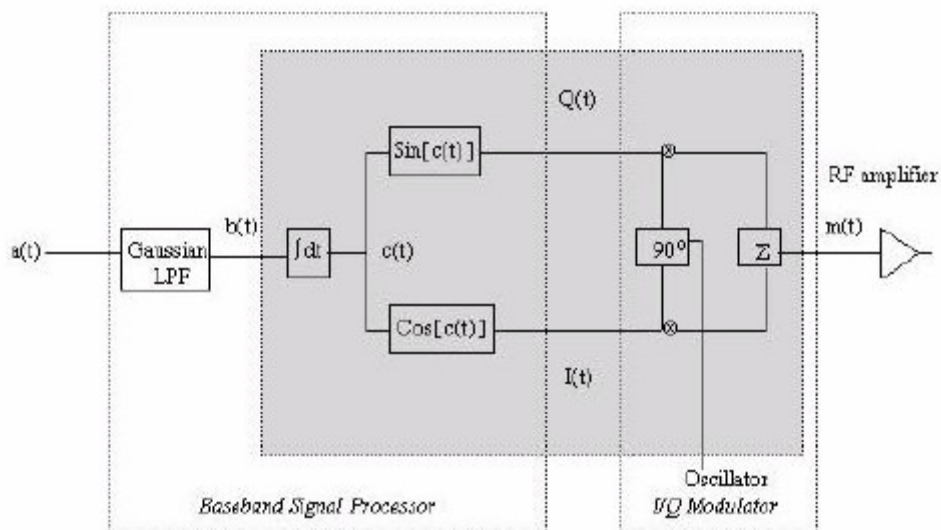 Q(t)
Sin[c(t)]
RF amplifier
a(t)
Gaussian
LPF
b(t)
∫dt
c(t)
90°
Σ
m(t)
Cos[c(t)]
I(t)
Oscillator
Baseband Signal Processor
I/Q Modulator